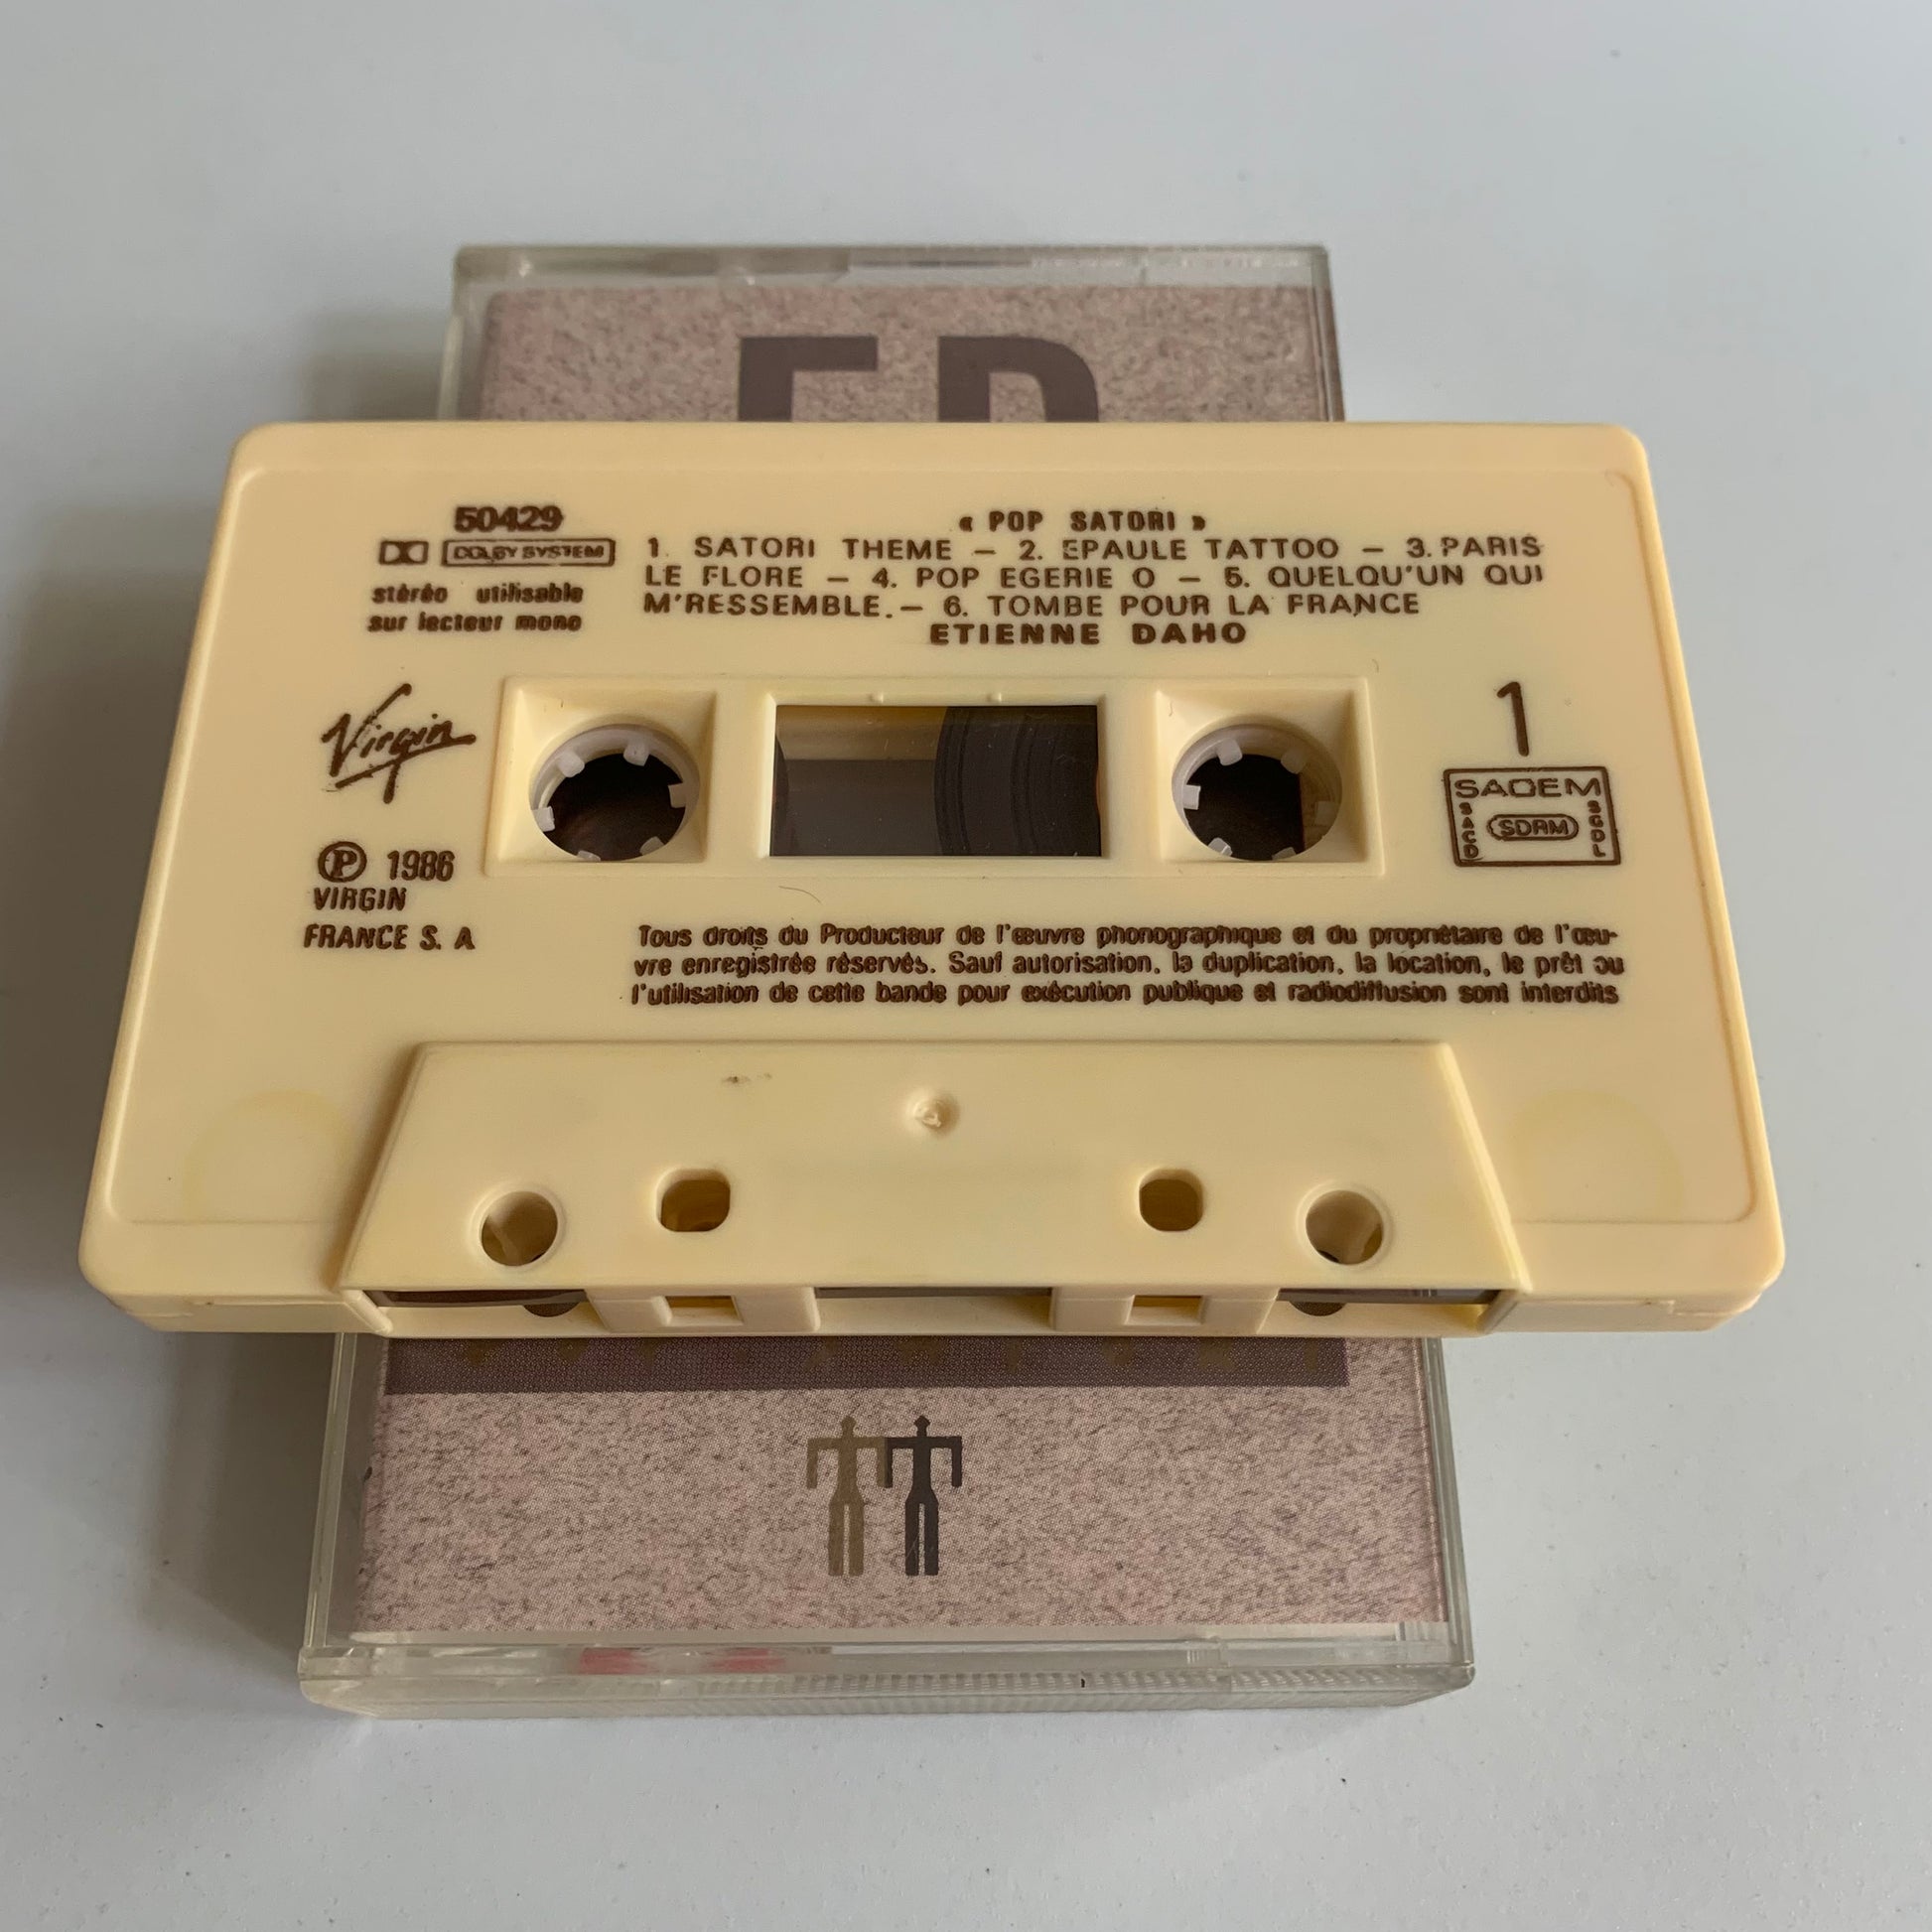 50429
DOLBY SYSTEM
stéréo utilisable
sur lecteur mono
« POP SATORI »
1. SATORI THEME – 2. EPAULE TATTOO – 3. PARIS
LE FLORE – 4. POP EGERIE O – 5. QUELQU'UN QUI
M'RESSEMBLE. – 6. TOMBE POUR LA FRANCE
ETIENNE DAHO
Virgin
℗ 1986
VIRGIN
FRANCE S. A
1
SACEM
SACD
SDRM
SGDL
Tous droits du Producteur de l'œuvre phonographique et du propriétaire de l'œu-
vre enregistrée réservés. Sauf autorisation, la duplication, la location, le prêt ou
l'utilisation de cette bande pour exécution publique et radiodiffusion sont interdits